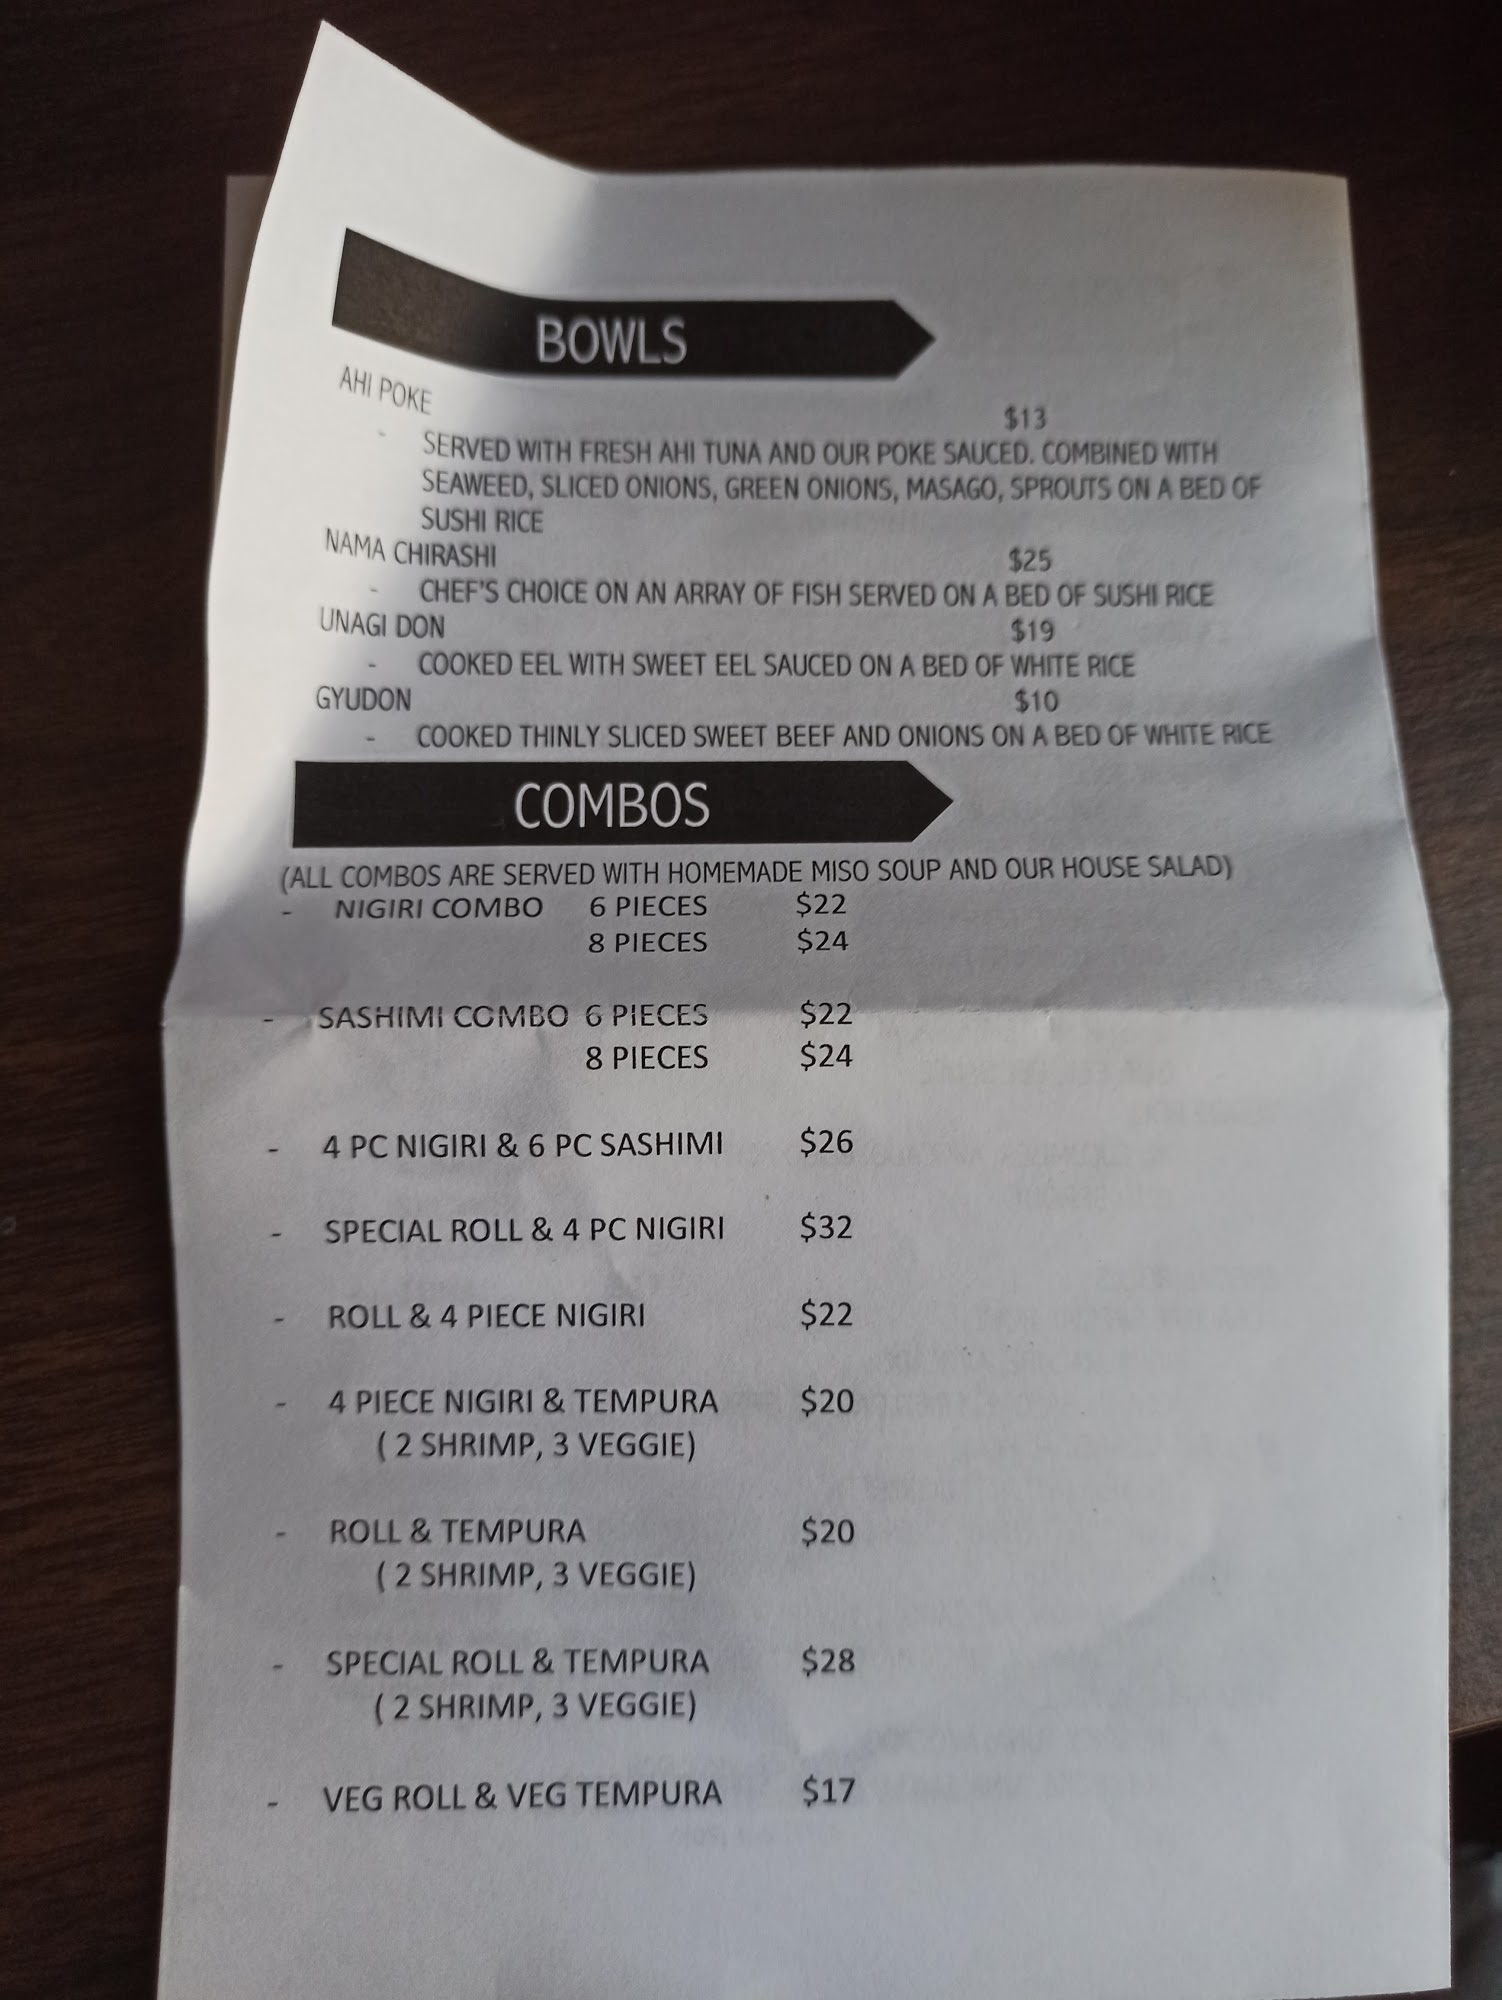 BOWLS
AHI POKE $13
- SERVED WITH FRESH AHI TUNA AND OUR POKE SAUCED. COMBINED WITH
SEAWEED, SLICED ONIONS, GREEN ONIONS, MASAGO, SPROUTS ON A BED OF
SUSHI RICE
NAMA CHIRASHI $25
- CHEF'S CHOICE ON AN ARRAY OF FISH SERVED ON A BED OF SUSHI RICE
UNAGI DON $19
- COOKED EEL WITH SWEET EEL SAUCED ON A BED OF WHITE RICE
GYUDON $10
- COOKED THINLY SLICED SWEET BEEF AND ONIONS ON A BED OF WHITE RICE
COMBOS
(ALL COMBOS ARE SERVED WITH HOMEMADE MISO SOUP AND OUR HOUSE SALAD)
- NIGIRI COMBO 6 PIECES $22
8 PIECES $24
- SASHIMI COMBO 6 PIECES $22
8 PIECES $24
- 4 PC NIGIRI & 6 PC SASHIMI $26
- SPECIAL ROLL & 4 PC NIGIRI $32
- ROLL & 4 PIECE NIGIRI $22
- 4 PIECE NIGIRI & TEMPURA $20
( 2 SHRIMP, 3 VEGGIE)
- ROLL & TEMPURA $20
( 2 SHRIMP, 3 VEGGIE)
- SPECIAL ROLL & TEMPURA $28
( 2 SHRIMP, 3 VEGGIE)
- VEG ROLL & VEG TEMPURA $17